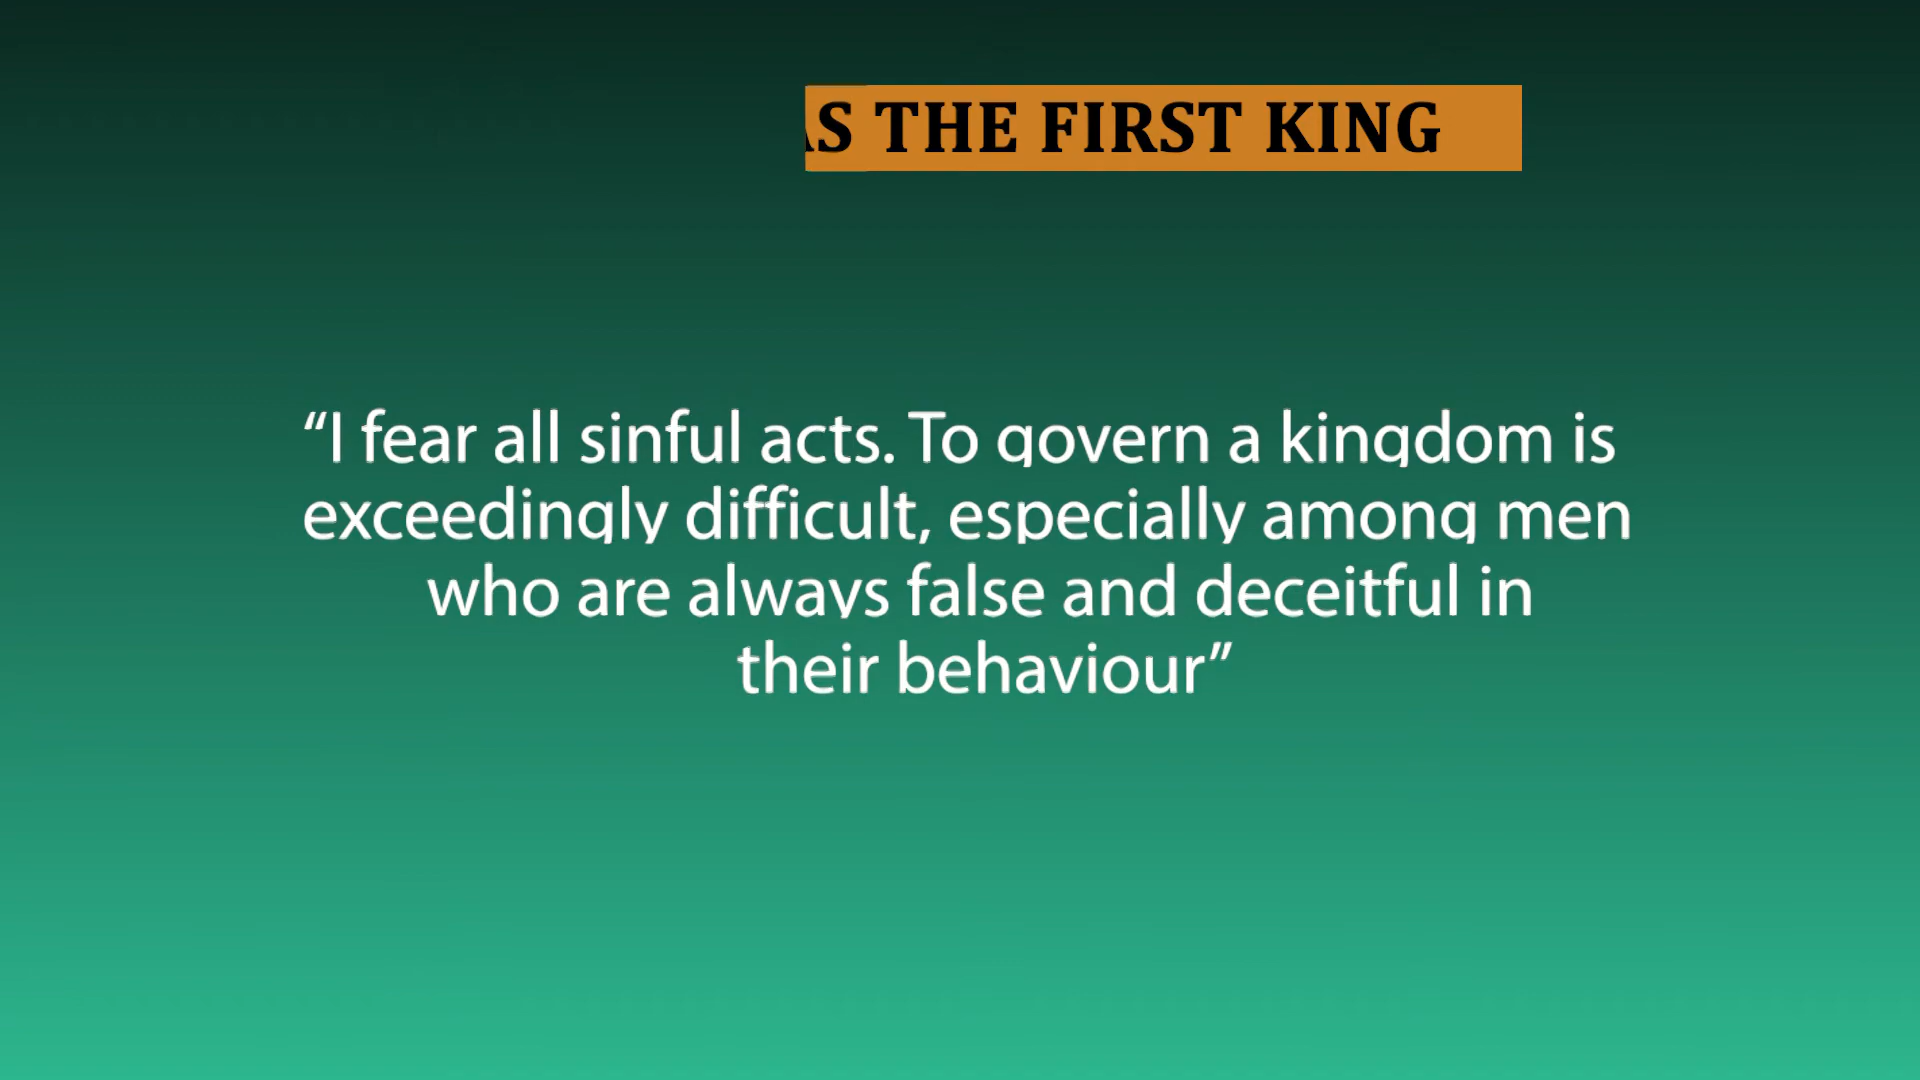 AS THE FIRST KING
“I fear all sinful acts. To govern a kingdom is
exceedingly difficult, especially among men
who are always false and deceitful in
their behaviour”